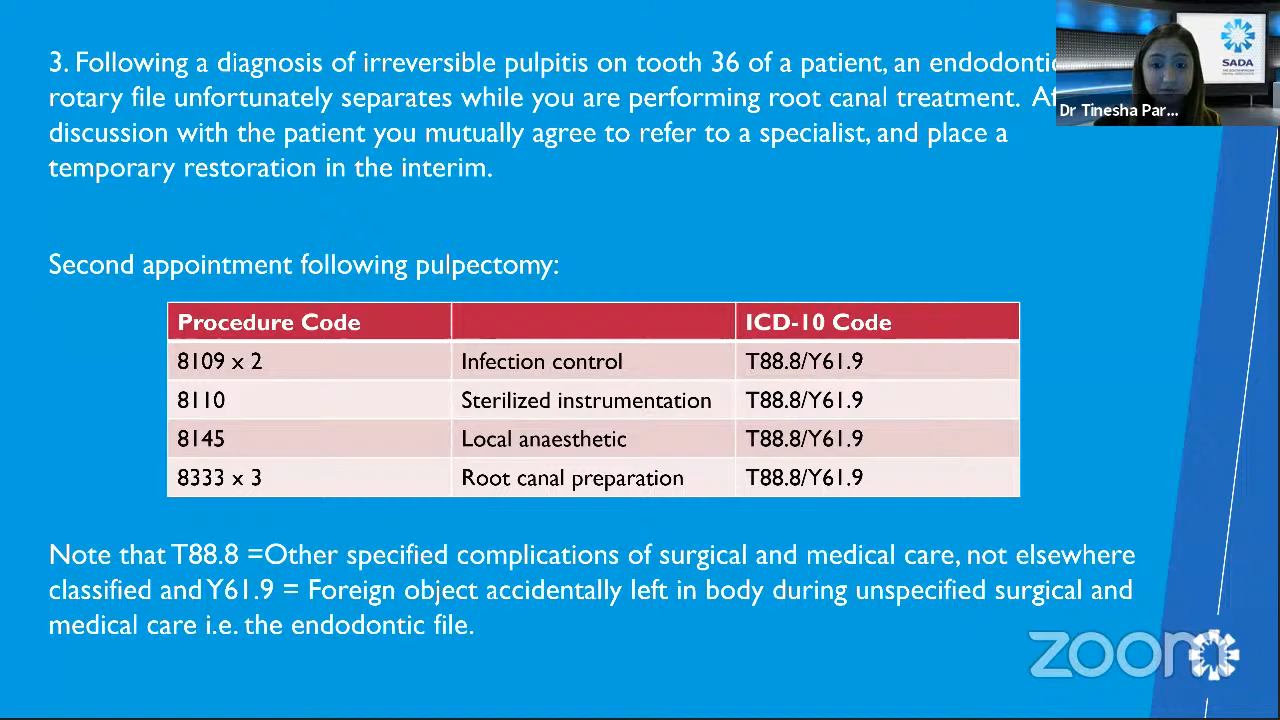 3. Following a diagnosis of irreversible pulpitis on tooth 36 of a patient, an endodontic
rotary file unfortunately separates while you are performing root canal treatment.
discussion with the patient you mutually agree to refer to a specialist, and place a
temporary restoration in the interim.
SADA
Dr Tinesha Par...
Second appointment following pulpectomy:
Procedure Code ICD-10 Code
8109 x 2 Infection control T88.8/Y61.9
8110 Sterilized instrumentation T88.8/Y61.9
8145 Local anaesthetic T88.8/Y61.9
8333 x 3 Root canal preparation T88.8/Y61.9
Note that T88.8 =Other specified complications of surgical and medical care, not elsewhere
classified and Y61.9 = Foreign object accidentally left in body during unspecified surgical and
medical care i.e. the endodontic file.
zoom